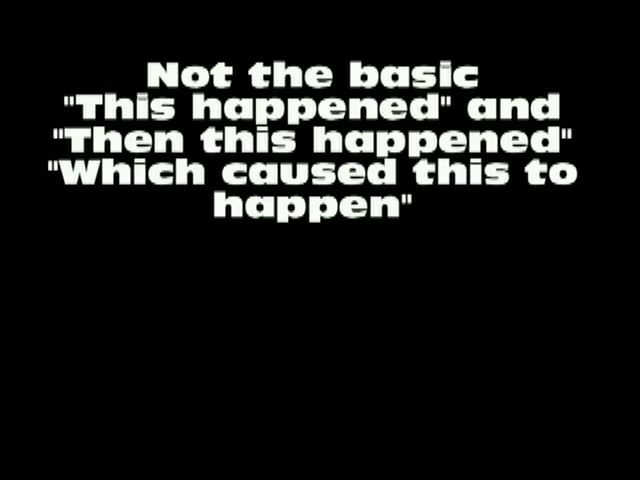 Not the basic
"This happened" and
"Then this happened"
"Which caused this to
happen"